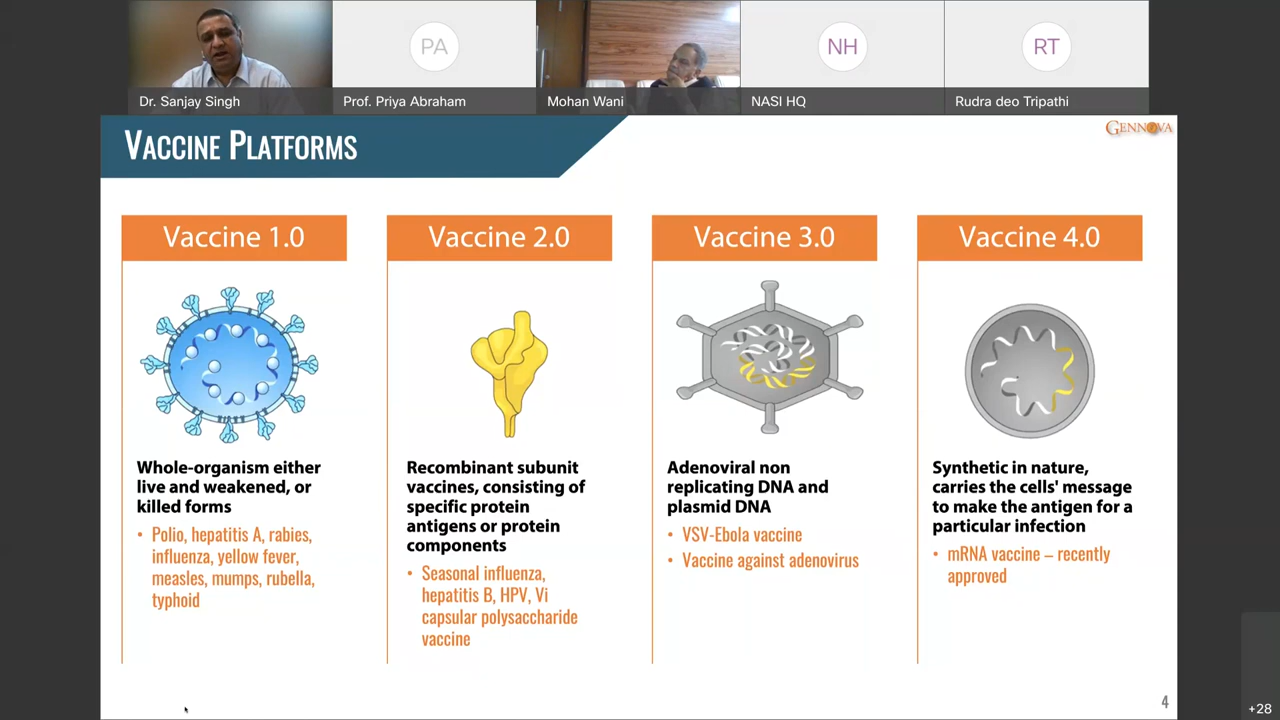 PA
NH
RT
Dr. Sanjay Singh
Prof. Priya Abraham
Mohan Wani
NASI HQ
Rudra deo Tripathi
VACCINE PLATFORMS
GENNOVA
Vaccine 1.0
Whole-organism either
live and weakened, or
killed forms
• Polio, hepatitis A, rabies,
influenza, yellow fever,
measles, mumps, rubella,
typhoid
Vaccine 2.0
Recombinant subunit
vaccines, consisting of
specific protein
antigens or protein
components
• Seasonal influenza,
hepatitis B, HPV, Vi
capsular polysaccharide
vaccine
Vaccine 3.0
Adenoviral non
replicating DNA and
plasmid DNA
• VSV-Ebola vaccine
• Vaccine against adenovirus
Vaccine 4.0
Synthetic in nature,
carries the cells' message
to make the antigen for a
particular infection
• mRNA vaccine – recently
approved
4
+28